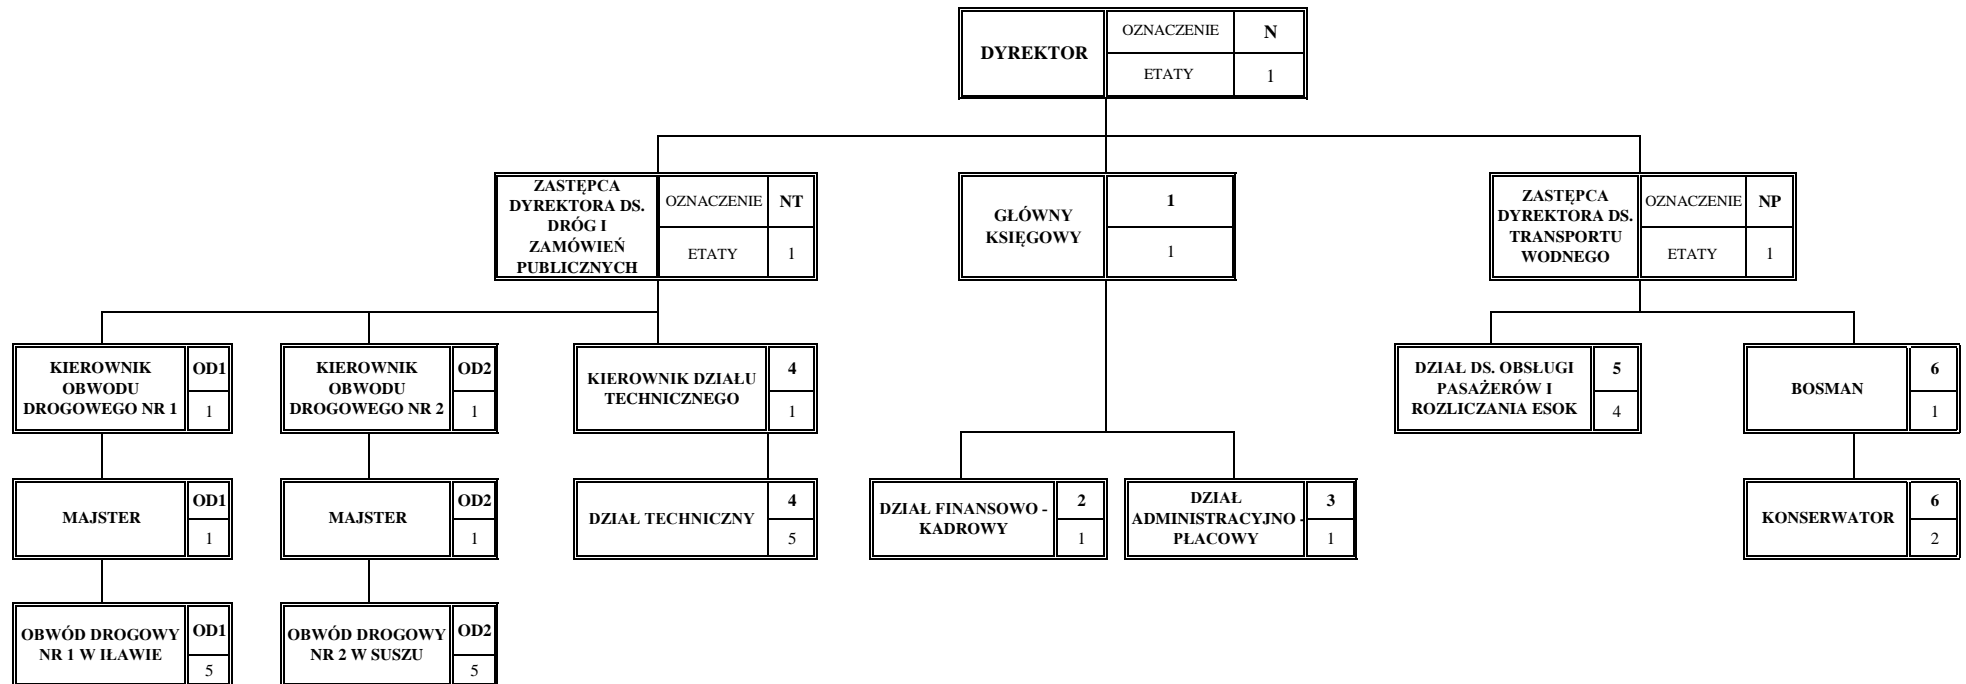 DYREKTOR
OZNACZENIE
N
ETATY
1
ZASTĘPCA
DYREKTORA DS.
DRÓG I
ZAMÓWIEŃ
PUBLICZNYCH
OZNACZENIE
NT
ETATY
1
GŁÓWNY
KSIĘGOWY
1
1
ZASTĘPCA
DYREKTORA DS.
TRANSPORTU
WODNEGO
OZNACZENIE
NP
ETATY
1
KIEROWNIK
OBWODU
DROGOWEGO NR 1
OD1
1
KIEROWNIK
OBWODU
DROGOWEGO NR 2
OD2
1
KIEROWNIK DZIAŁU
TECHNICZNEGO
4
1
DZIAŁ DS. OBSŁUGI
PASAŻERÓW I
ROZLICZANIA ESOK
5
4
BOSMAN
6
1
MAJSTER
OD1
1
MAJSTER
OD2
1
DZIAŁ TECHNICZNY
4
5
DZIAŁ FINANSOWO -
KADROWY
2
1
DZIAŁ
ADMINISTRACYJNO -
PŁACOWY
3
1
KONSERWATOR
6
2
OBWÓD DROGOWY
NR 1 W IŁAWIE
OD1
5
OBWÓD DROGOWY
NR 2 W SUSZU
OD2
5